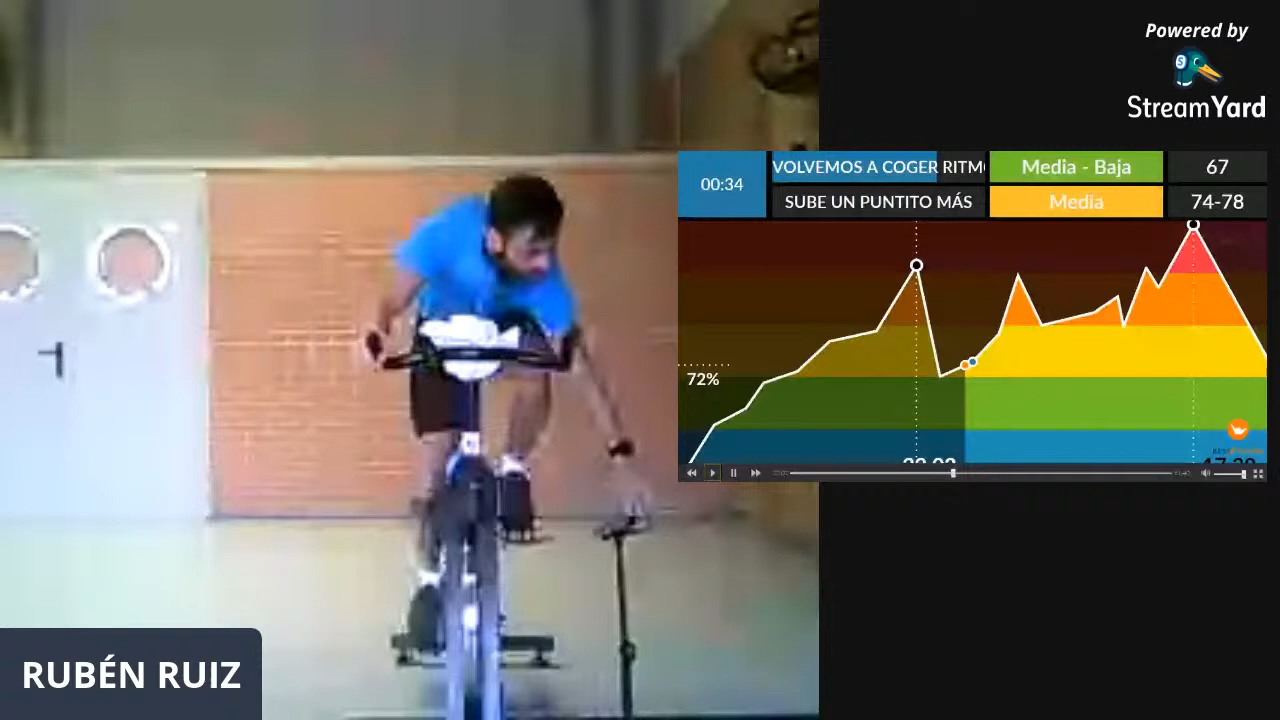 Powered by
StreamYard
00:34
VOLVEMOS A COGER RITM
Media - Baja
67
SUBE UN PUNTITO MÁS
Media
74-78
72%
RUBÉN RUIZ